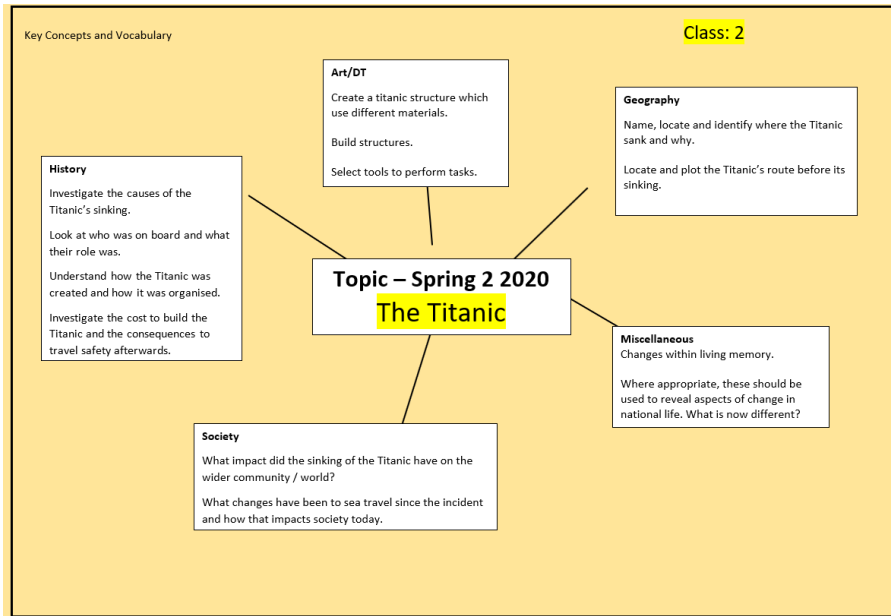 Key Concepts and Vocabulary
Class: 2
Art/DT
Create a titanic structure which
use different materials.
Build structures.
Select tools to perform tasks.
Geography
Name, locate and identify where the Titanic
sank and why.
Locate and plot the Titanic's route before its
sinking.
History
Investigate the causes of the
Titanic's sinking.
Look at who was on board and what
their role was.
Understand how the Titanic was
created and how it was organised.
Investigate the cost to build the
Titanic and the consequences to
travel safety afterwards.
Topic – Spring 2 2020
The Titanic
Miscellaneous
Changes within living memory.
Where appropriate, these should be
used to reveal aspects of change in
national life. What is now different?
Society
What impact did the sinking of the Titanic have on the
wider community / world?
What changes have been to sea travel since the incident
and how that impacts society today.